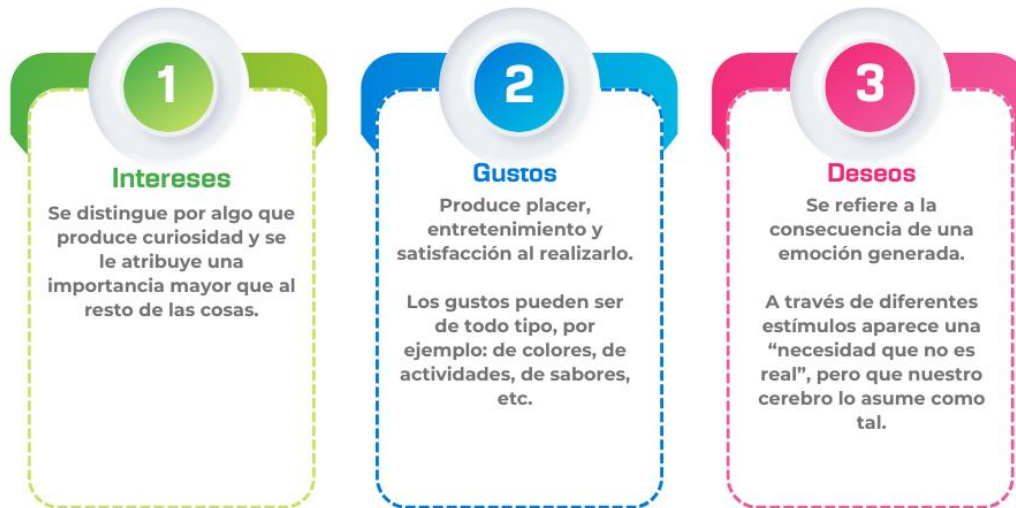 1
Intereses
Se distingue por algo que
produce curiosidad y se
le atribuye una
importancia mayor que al
resto de las cosas.
2
Gustos
Produce placer,
entretenimiento y
satisfacción al realizarlo.
Los gustos pueden ser
de todo tipo, por
ejemplo: de colores, de
actividades, de sabores,
etc.
3
Deseos
Se refiere a la
consecuencia de una
emoción generada.
A través de diferentes
estímulos aparece una
“necesidad que no es
real”, pero que nuestro
cerebro lo asume como
tal.